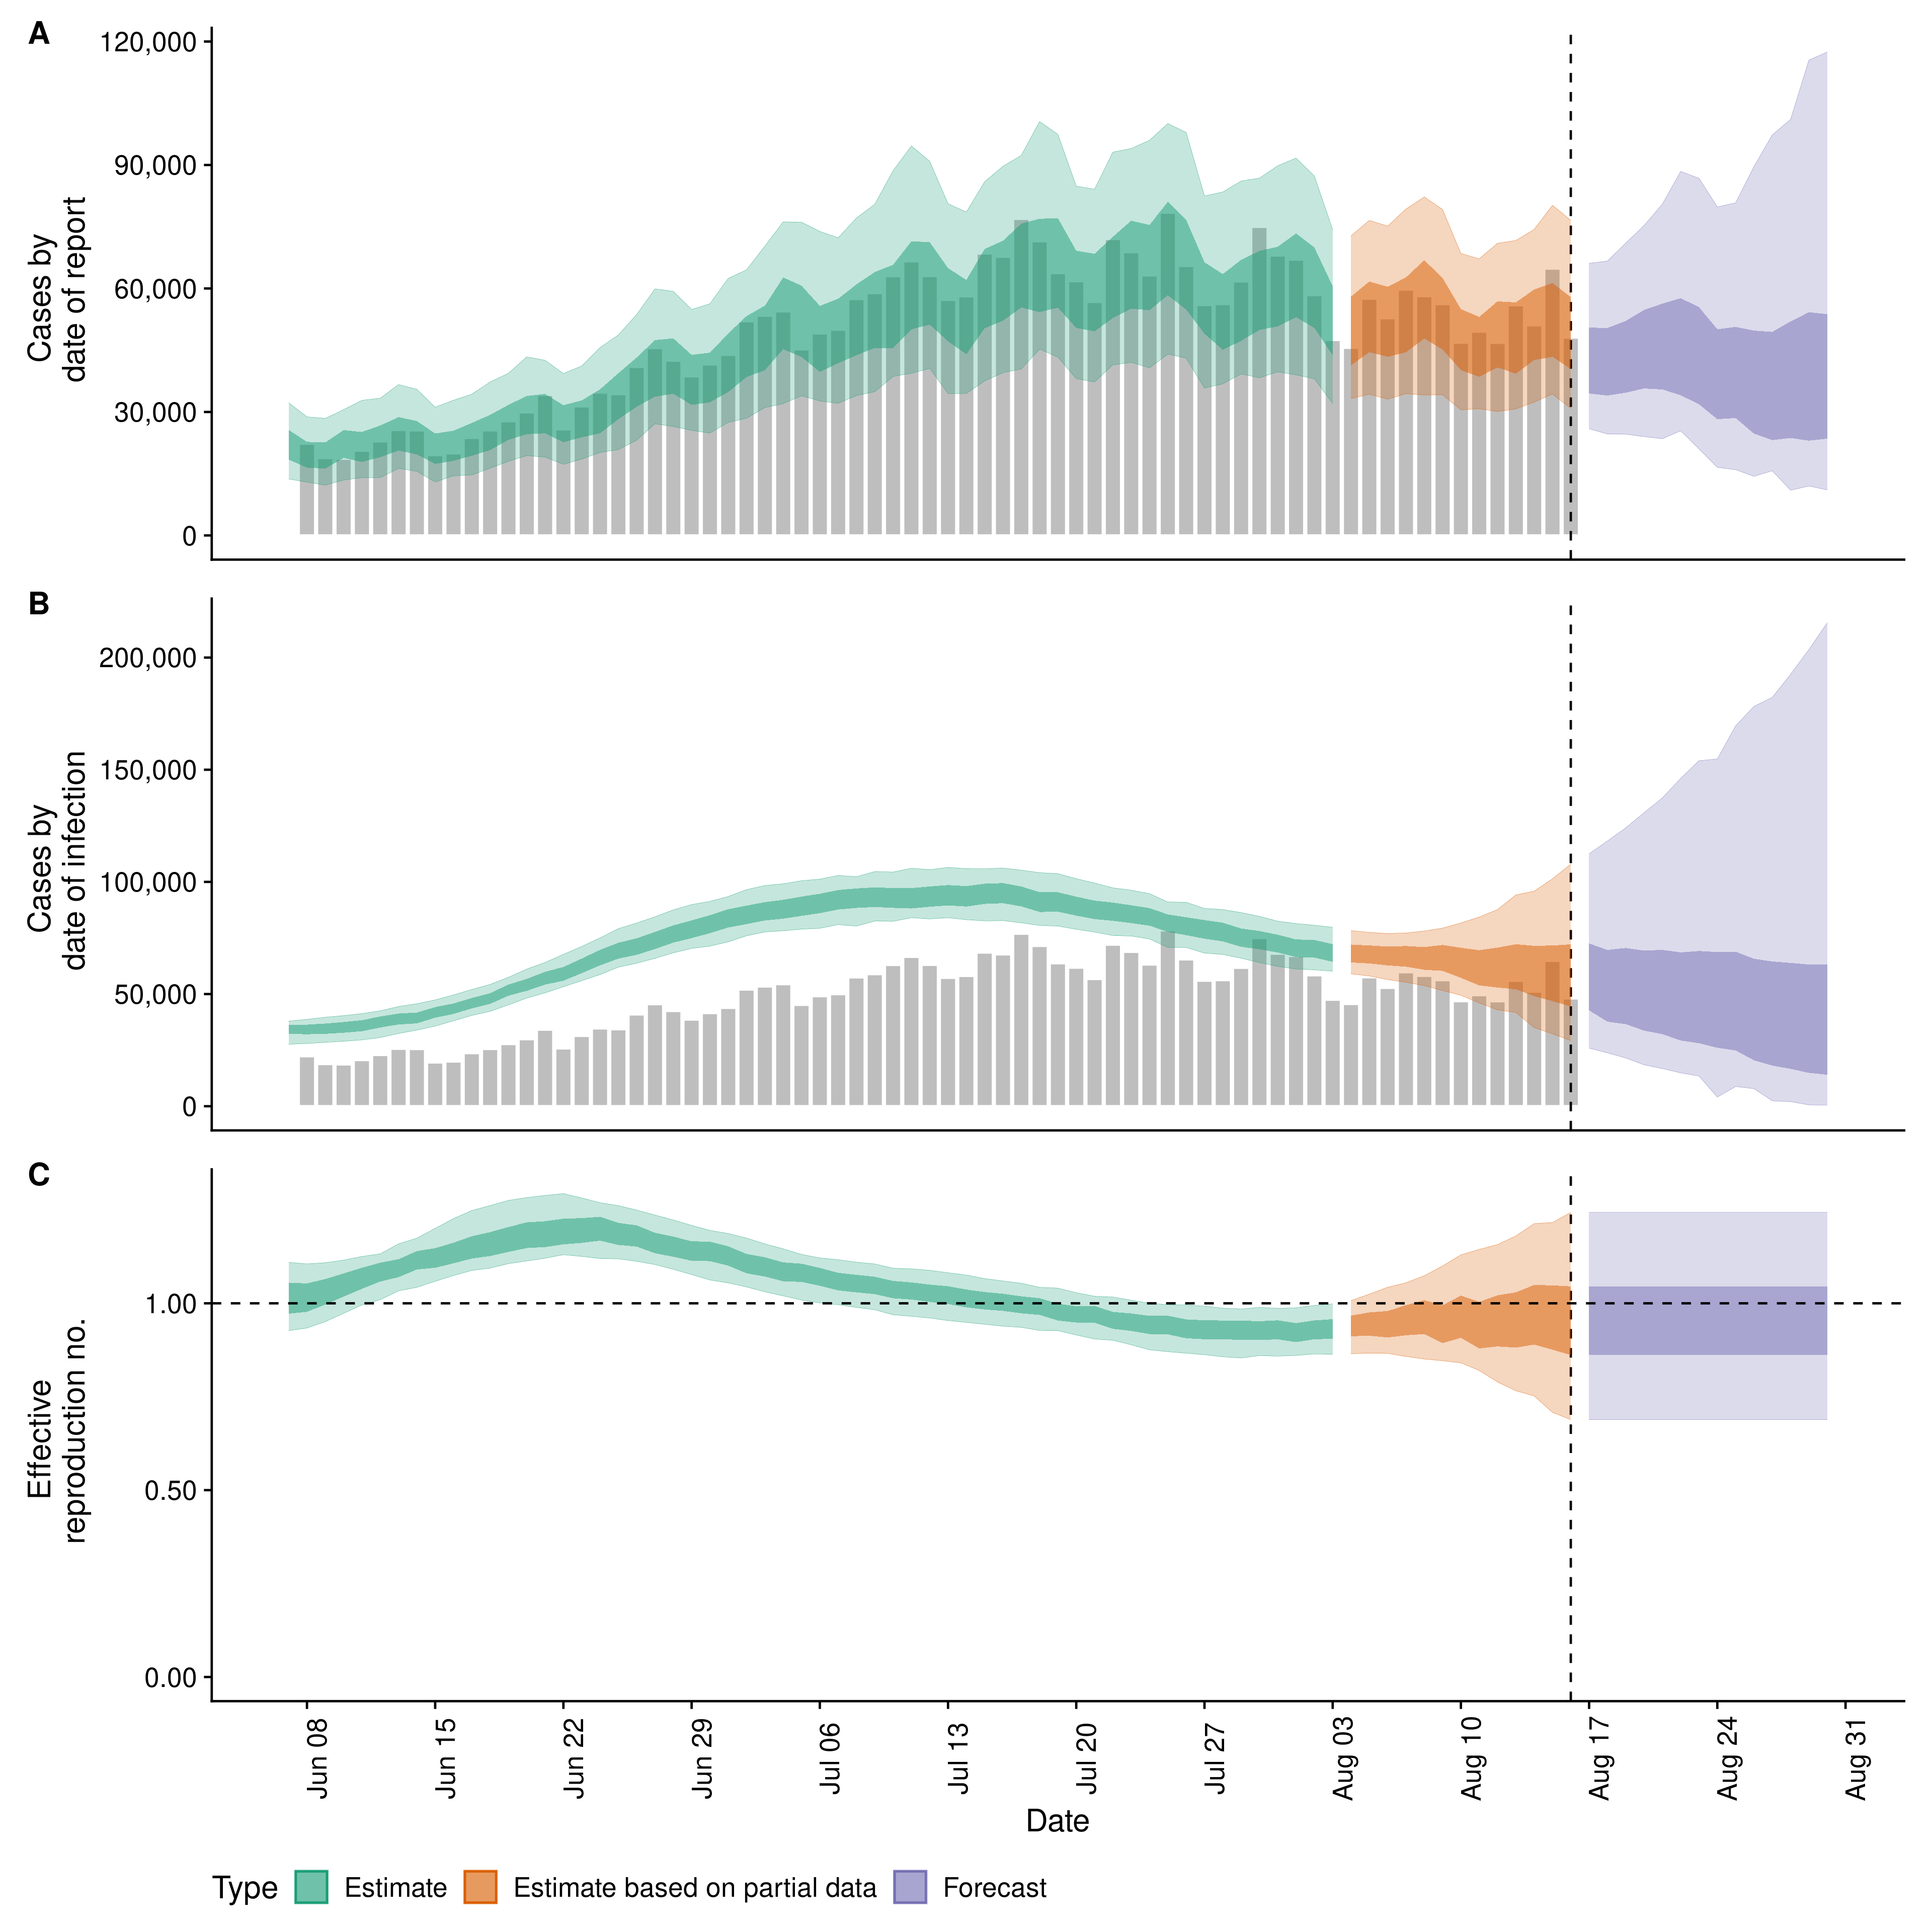 A
Cases by
date of report
120,000
90,000
60,000
30,000
0
B
Cases by
date of infection
200,000
150,000
100,000
50,000
0
C
Effective
reproduction no.
1.00
0.50
0.00
Jun 08
Jun 15
Jun 22
Jun 29
Jul 06
Jul 13
Jul 20
Jul 27
Aug 03
Aug 10
Aug 17
Aug 24
Aug 31
Date
Type Estimate Estimate based on partial data Forecast